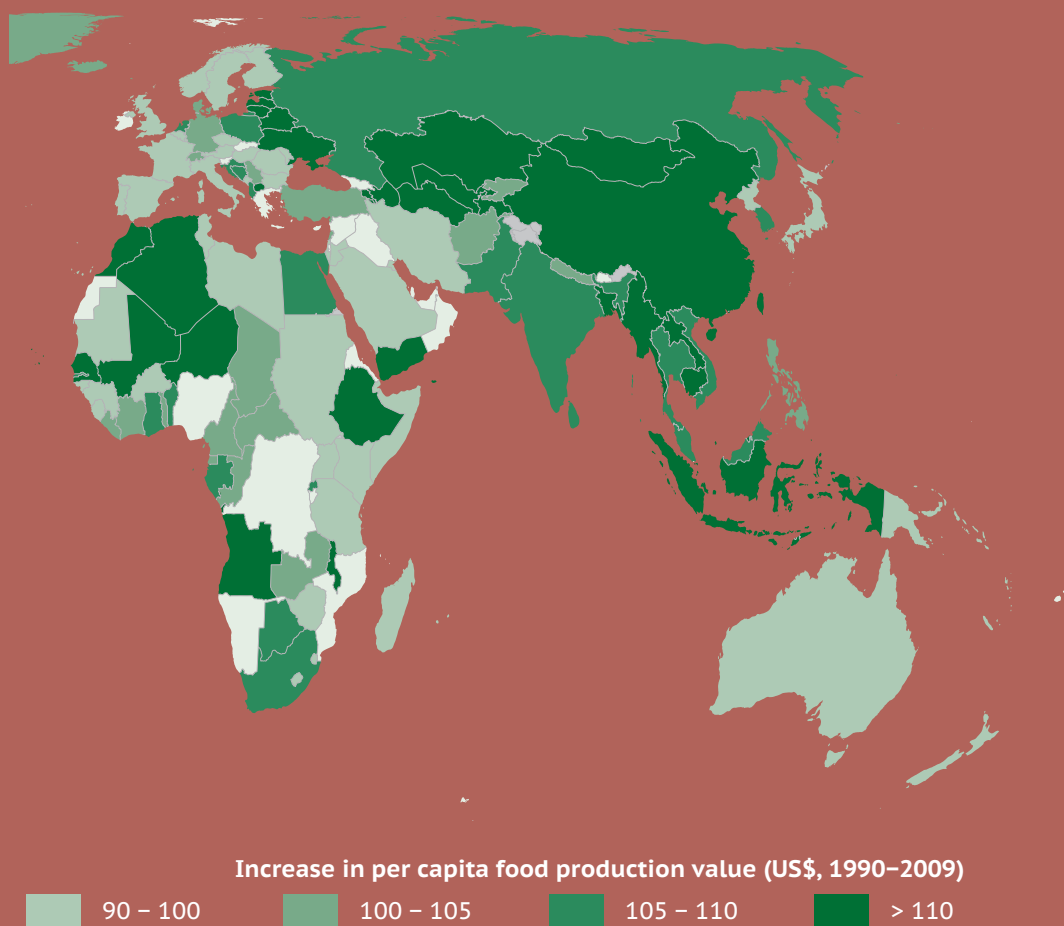 Increase in per capita food production value (US$, 1990–2009)
90 – 100
100 – 105
105 – 110
> 110